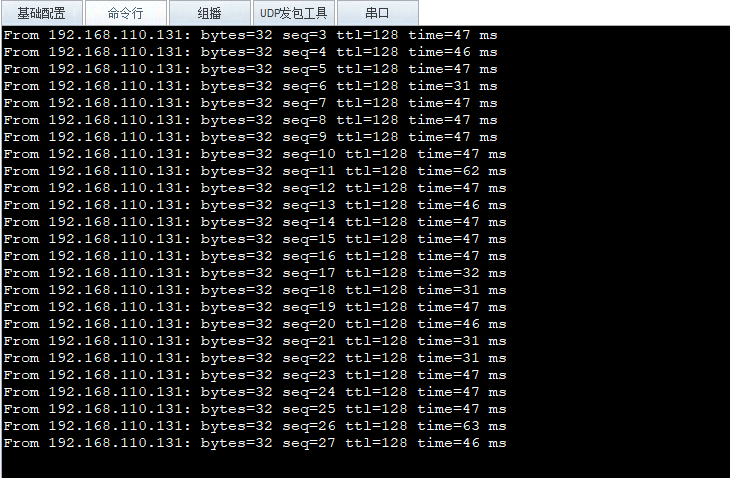 基础配置 命令行 组播 UDP发包工具 串口
From 192.168.110.131: bytes=32 seq=3 ttl=128 time=47 ms
From 192.168.110.131: bytes=32 seq=4 ttl=128 time=46 ms
From 192.168.110.131: bytes=32 seq=5 ttl=128 time=47 ms
From 192.168.110.131: bytes=32 seq=6 ttl=128 time=31 ms
From 192.168.110.131: bytes=32 seq=7 ttl=128 time=47 ms
From 192.168.110.131: bytes=32 seq=8 ttl=128 time=47 ms
From 192.168.110.131: bytes=32 seq=9 ttl=128 time=47 ms
From 192.168.110.131: bytes=32 seq=10 ttl=128 time=47 ms
From 192.168.110.131: bytes=32 seq=11 ttl=128 time=62 ms
From 192.168.110.131: bytes=32 seq=12 ttl=128 time=47 ms
From 192.168.110.131: bytes=32 seq=13 ttl=128 time=46 ms
From 192.168.110.131: bytes=32 seq=14 ttl=128 time=47 ms
From 192.168.110.131: bytes=32 seq=15 ttl=128 time=47 ms
From 192.168.110.131: bytes=32 seq=16 ttl=128 time=47 ms
From 192.168.110.131: bytes=32 seq=17 ttl=128 time=32 ms
From 192.168.110.131: bytes=32 seq=18 ttl=128 time=31 ms
From 192.168.110.131: bytes=32 seq=19 ttl=128 time=47 ms
From 192.168.110.131: bytes=32 seq=20 ttl=128 time=46 ms
From 192.168.110.131: bytes=32 seq=21 ttl=128 time=31 ms
From 192.168.110.131: bytes=32 seq=22 ttl=128 time=31 ms
From 192.168.110.131: bytes=32 seq=23 ttl=128 time=47 ms
From 192.168.110.131: bytes=32 seq=24 ttl=128 time=47 ms
From 192.168.110.131: bytes=32 seq=25 ttl=128 time=47 ms
From 192.168.110.131: bytes=32 seq=26 ttl=128 time=63 ms
From 192.168.110.131: bytes=32 seq=27 ttl=128 time=46 ms